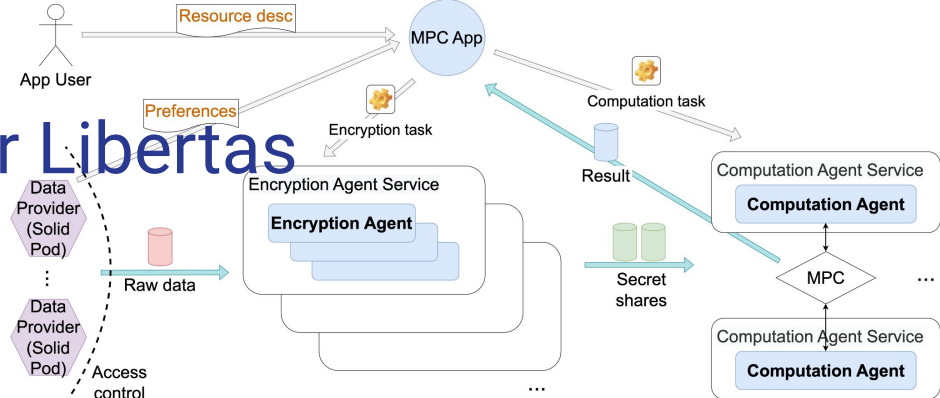 Resource desc
MPC App
App User
Preferences
Encryption task
Computation task
r Libertas
Result
Data
Provider
(Solid
Pod)
Encryption Agent Service
Encryption Agent
Computation Agent Service
Computation Agent
Raw data
Secret
shares
MPC
...
⋮
Data
Provider
(Solid
Pod)
Access
control
Computation Agent Service
Computation Agent
...